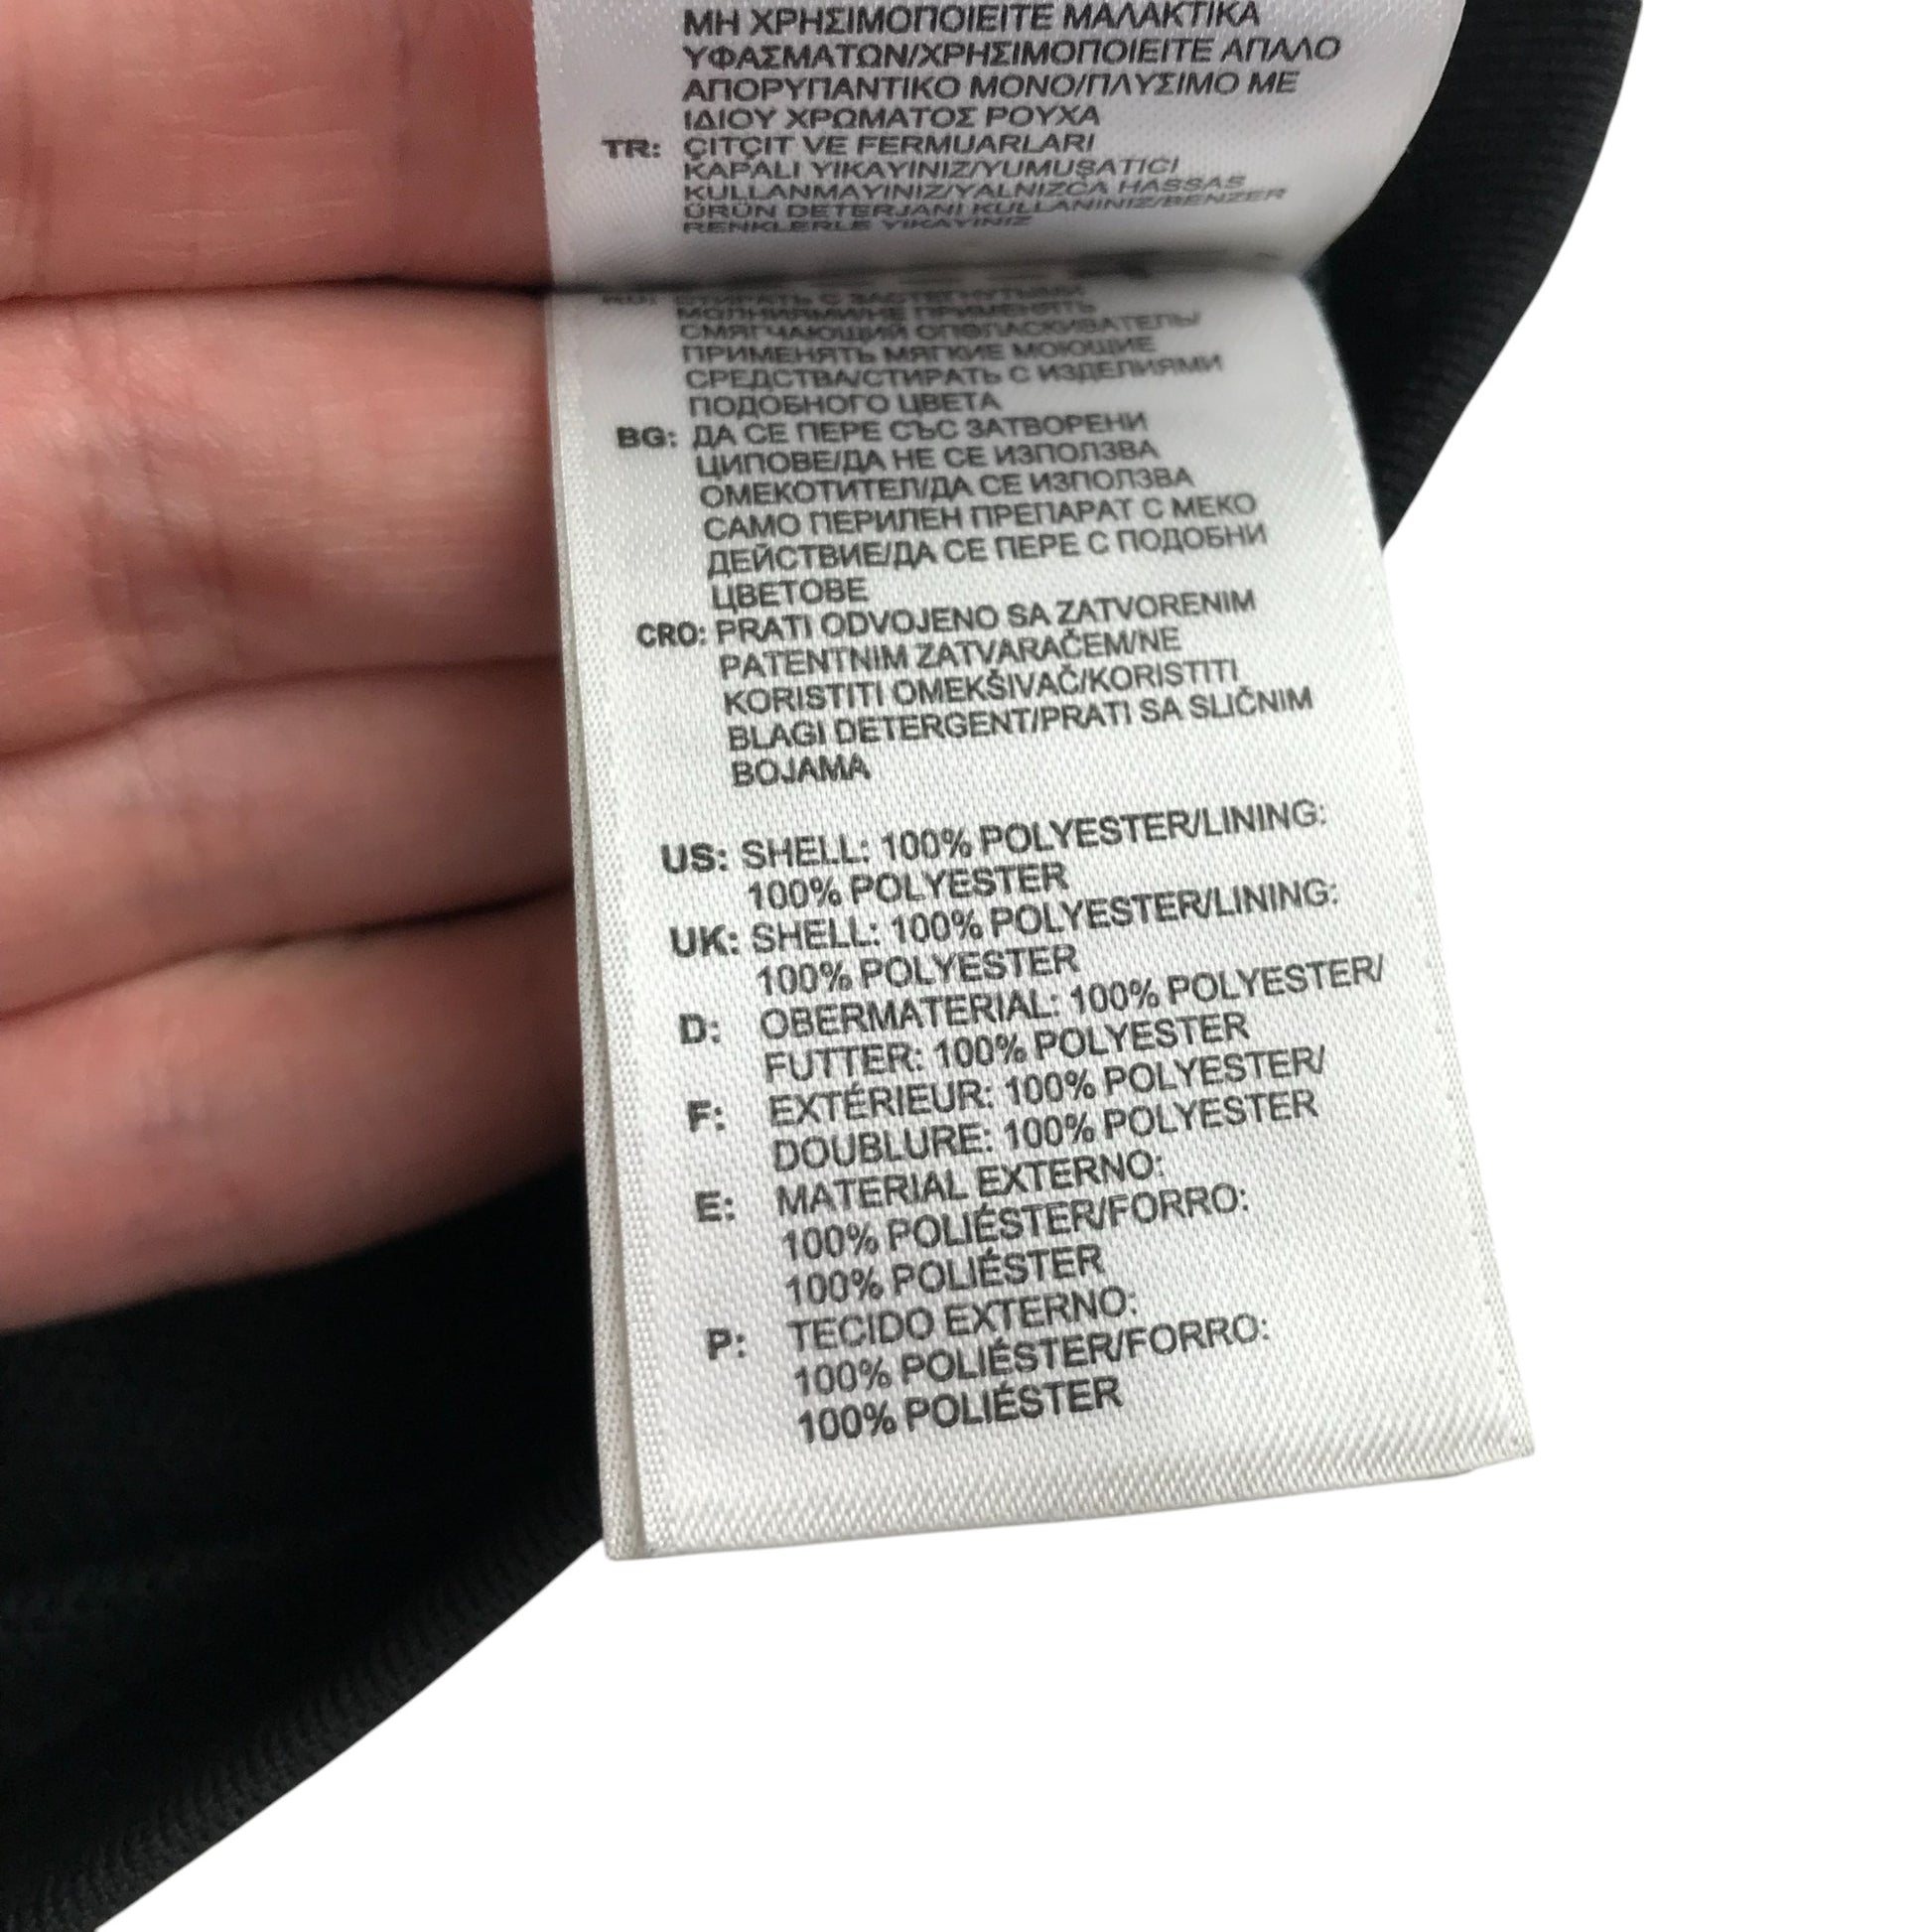 ΜΗ ΧΡΗΣΙΜΟΠΟΙΕΙΤΕ ΜΑΛΑΚΤΙΚΑ
ΥΦΑΣΜΑΤΩΝ/ΧΡΗΣΙΜΟΠΟΙΕΙΤΕ ΑΠΑΛΟ
ΑΠΟΡΥΠΑΝΤΙΚΟ ΜΟΝΟ/ΠΛΥΣΙΜΟ ΜΕ
ΙΔΙΟΥ ΧΡΩΜΑΤΟΣ ΡΟΥΧΑ
TR: ÇITÇIT VE FERMUARLARI
KAPALI YIKAYINIZ/YUMUŞATICI
KULLANMAYINIZ/YALNIZCA HASSAS
ÜRÜN DETERJANI KULLANINIZ/BENZER
RENKLERLE YIKAYINIZ
СТИРАТЬ С ЗАСТЕГНУТЫМИ
МОЛНИЯМИ/НЕ ПРИМЕНЯТЬ
СМЯГЧАЮЩИЙ ОПОЛАСКИВАТЕЛЬ/
ПРИМЕНЯТЬ МЯГКИЕ МОЮЩИЕ
СРЕДСТВА/СТИРАТЬ С ИЗДЕЛИЯМИ
ПОДОБНОГО ЦВЕТА
BG: ДА СЕ ПЕРЕ СЪС ЗАТВОРЕНИ
ЦИПОВЕ/ДА НЕ СЕ ИЗПОЛЗВА
ОМЕКОТИТЕЛ/ДА СЕ ИЗПОЛЗВА
САМО ПЕРИЛЕН ПРЕПАРАТ С МЕКО
ДЕЙСТВИЕ/ДА СЕ ПЕРЕ С ПОДОБНИ
ЦВЕТОВЕ
CRO: PRATI ODVOJENO SA ZATVORENIM
PATENTNIM ZATVARAČEM/NE
KORISTITI OMEKŠIVAČ/KORISTITI
BLAGI DETERGENT/PRATI SA SLIČNIM
BOJAMA
US: SHELL: 100% POLYESTER/LINING:
100% POLYESTER
UK: SHELL: 100% POLYESTER/LINING:
100% POLYESTER
D: OBERMATERIAL: 100% POLYESTER/
FUTTER: 100% POLYESTER
F: EXTÉRIEUR: 100% POLYESTER/
DOUBLURE: 100% POLYESTER
E: MATERIAL EXTERNO:
100% POLIÉSTER/FORRO:
100% POLIÉSTER
P: TECIDO EXTERNO:
100% POLIÉSTER/FORRO:
100% POLIÉSTER